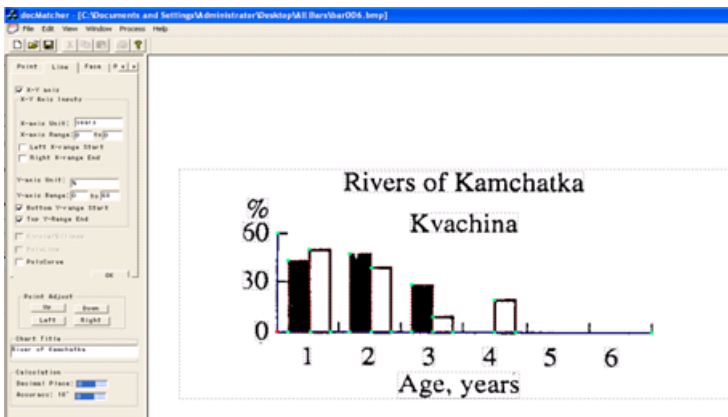 decMatcher - [C:\Documents and Settings\Administrator\Desktop\All Bars\bar006.bmp]
File Edit View Window Process Help
Point Line Face
X-Y axis
X-Y Axis Inputs
X-axis Unit: years
X-axis Range: 0 to 0
Left X-range Start
Right X-range End
Y-axis Unit: %
Y-axis Range: 0 to 60
Bottom Y-range Start
Top Y-Range End
PolyCurve
OK
Point Adjust
Up Down
Left Right
Chart Title
River of Kamchatka
Calculation
Decimal Place:
Accuracy: 10^
Rivers of Kamchatka
Kvachina
%
60
30
0
1 2 3 4 5 6
Age, years